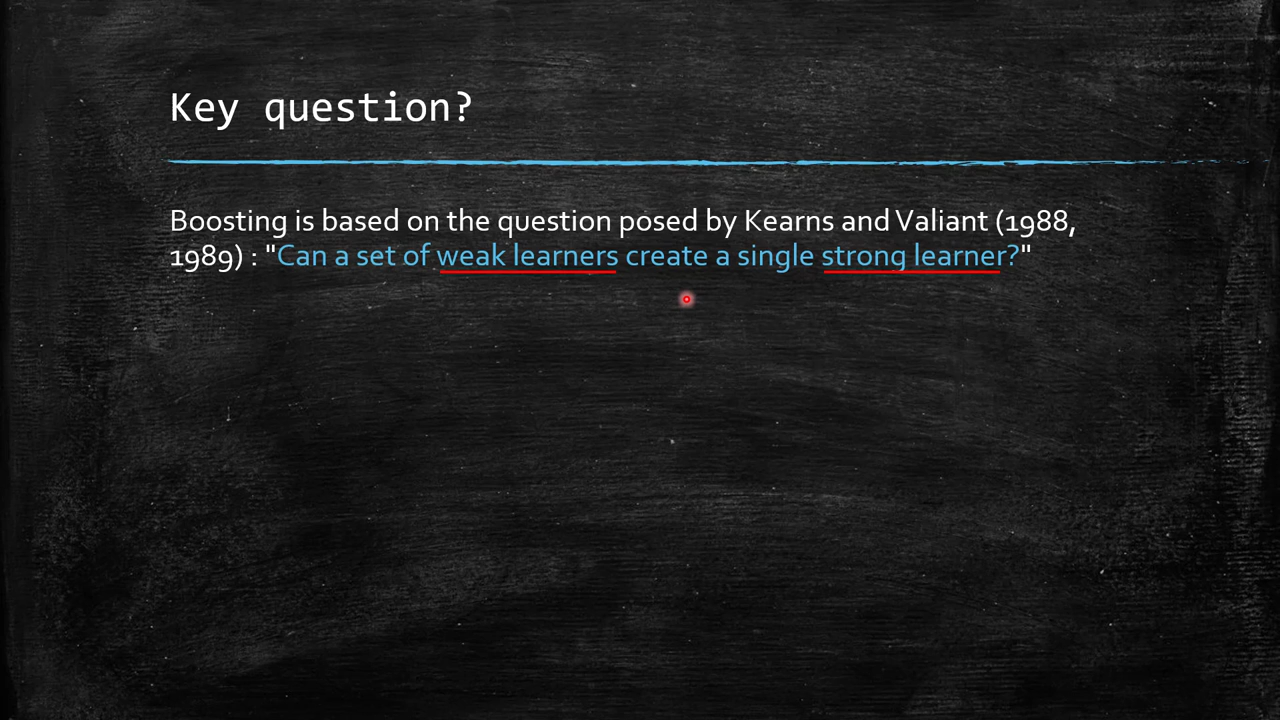 Key question?
Boosting is based on the question posed by Kearns and Valiant (1988,
1989) : "Can a set of weak learners create a single strong learner?"